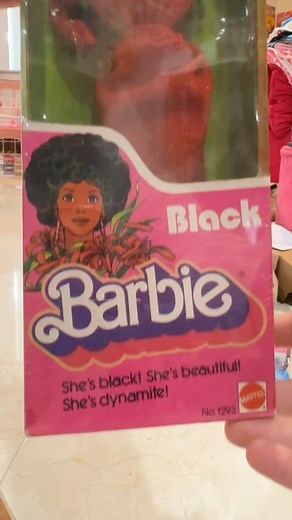 Black
Barbie
She's black! She's beautiful!
She's dynamite!
MATTEL
No. 1293